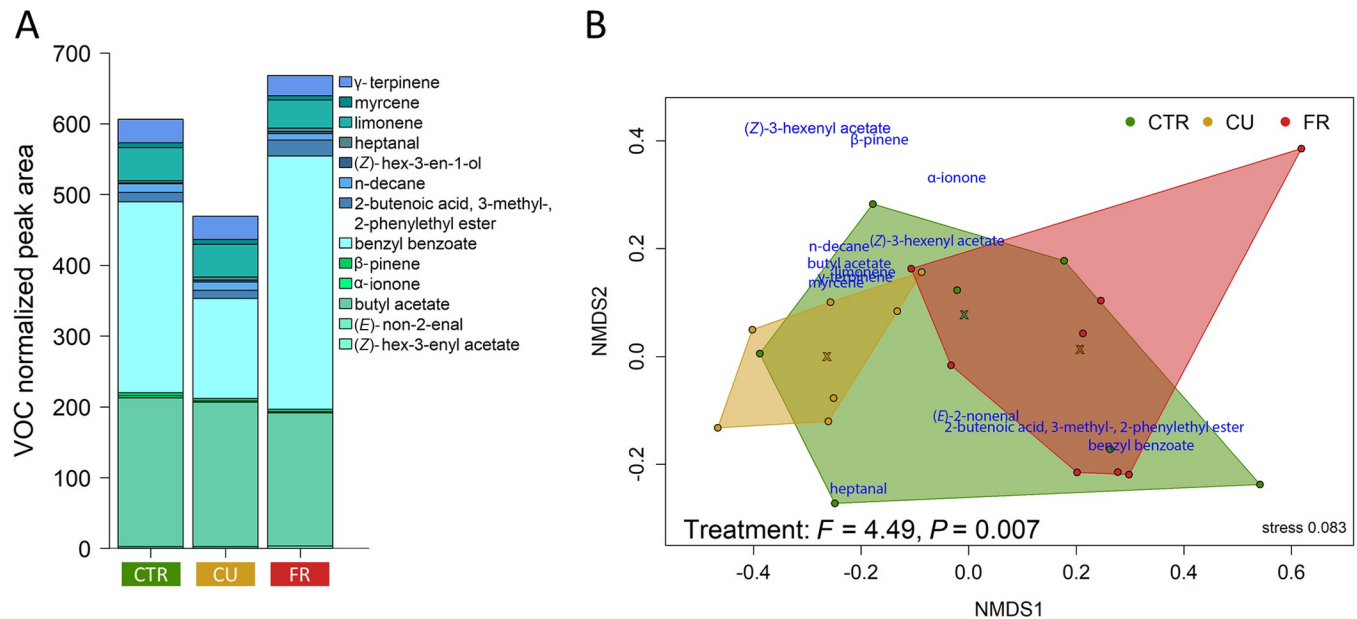 A
700
600
500
400
300
200
100
0
VOC normalized peak area
CTR
CU
FR
γ- terpinene
myrcene
limonene
heptanal
(Z)- hex-3-en-1-ol
n-decane
2-butenoic acid, 3-methyl-,
2-phenylethyl ester
benzyl benzoate
β-pinene
α-ionone
butyl acetate
(E)- non-2-enal
(Z)- hex-3-enyl acetate
B
CTR CU FR
(Z)-3-hexenyl acetate
β-pinene
α-ionone
(Z)-3-hexenyl acetate
n-decane
butyl acetate
limonene
γ-terpinene
myrcene
X
X
X
(E)-2-nonenal
2-butenoic acid, 3-methyl-, 2-phenylethyl ester
benzyl benzoate
heptanal
Treatment: F = 4.49, P = 0.007
stress 0.083
0.4
0.2
0.0
-0.2
NMDS2
-0.4 -0.2 0.0 0.2 0.4 0.6
NMDS1